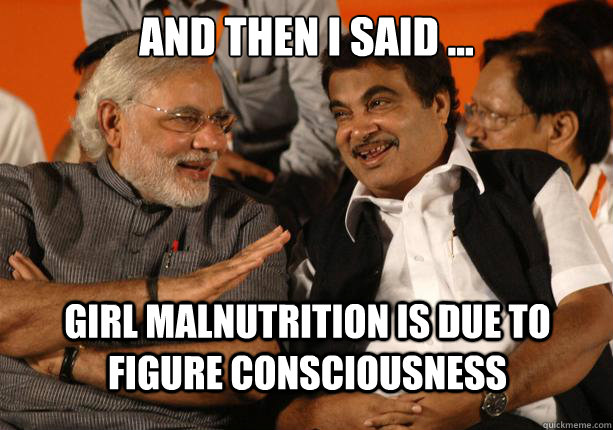 AND THEN I SAID ...
GIRL MALNUTRITION IS DUE TO
FIGURE CONSCIOUSNESS
quickmeme.com